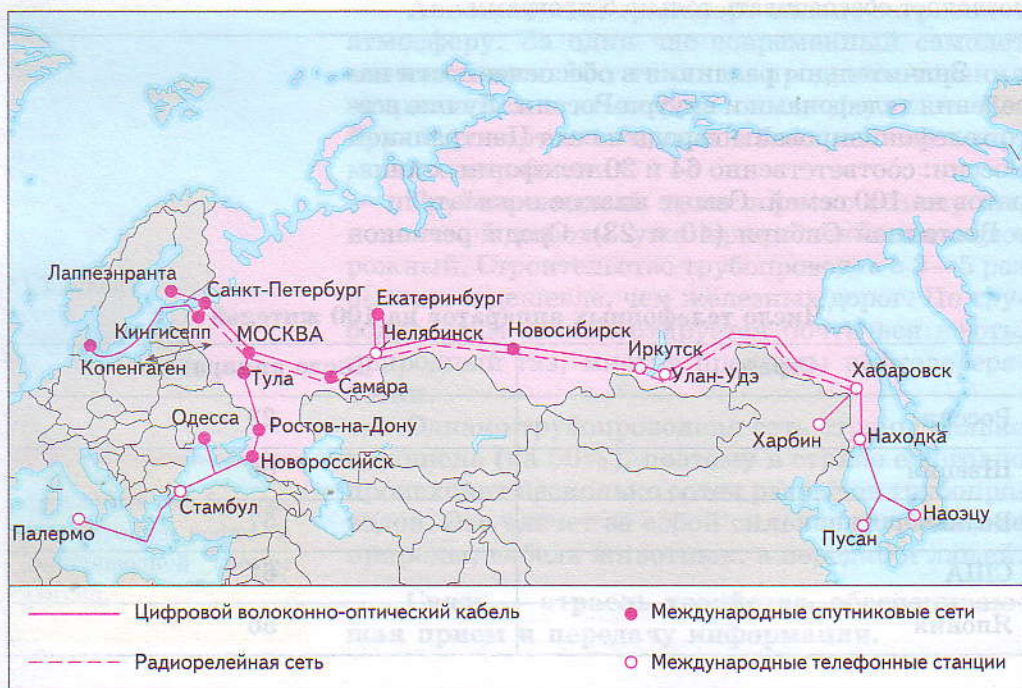 Лаппеэнранта
Санкт-Петербург
Екатеринбург
Кингисепп
МОСКВА
Челябинск
Новосибирск
Иркутск
Копенгаген
Тула
Самара
Улан-Удэ
Хабаровск
Одесса
Ростов-на-Дону
Харбин
Находка
Новороссийск
Стамбул
Наоэцу
Палермо
Пусан
Цифровой волоконно-оптический кабель
Международные спутниковые сети
Радиорелейная сеть
Международные телефонные станции